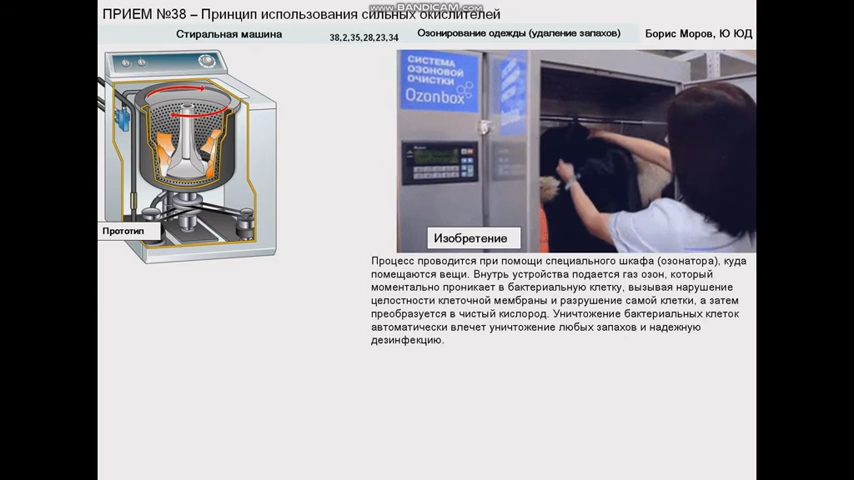 www.BANDICAM.com
ПРИЕМ №38 – Принцип использования сильных окислителей
Стиральная машина
38,2,35,28,23,34
Озонирование одежды (удаление запахов)
Борис Моров, Ю ЮД
СИСТЕМА
ОЗОНОВОЙ
ОЧИСТКИ
Ozonbox
Прототип
Изобретение
Процесс проводится при помощи специального шкафа (озонатора), куда
помещаются вещи. Внутрь устройства подается газ озон, который
моментально проникает в бактериальную клетку, вызывая нарушение
целостности клеточной мембраны и разрушение самой клетки, а затем
преобразуется в чистый кислород. Уничтожение бактериальных клеток
автоматически влечет уничтожение любых запахов и надежную
дезинфекцию.